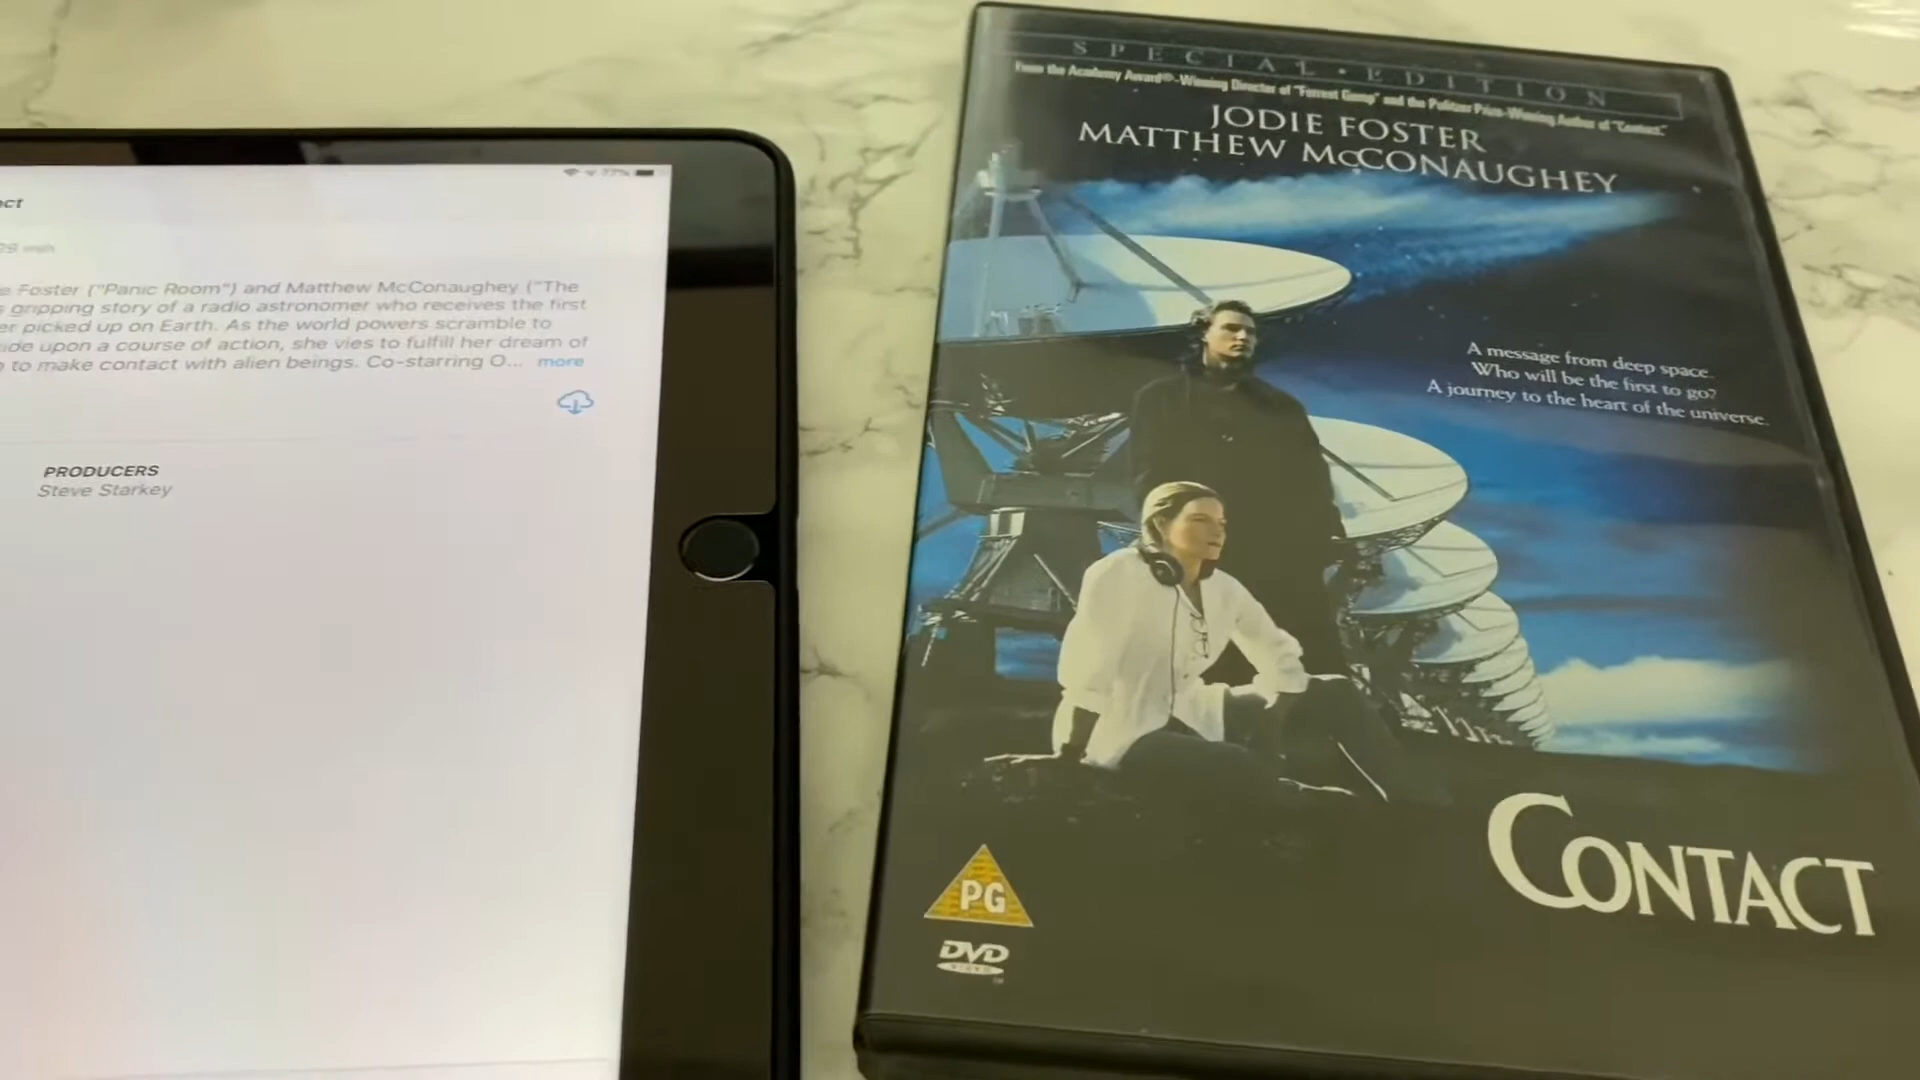 77%
29 min
Foster ("Panic Room") and Matthew McConaughey ("The
gripping story of a radio astronomer who receives the first
picked up on Earth. As the world powers scramble to
upon a course of action, she vies to fulfill her dream of
to make contact with alien beings. Co-starring O... more
PRODUCERS
Steve Starkey
SPECIAL • EDITION
From the Academy Award®-Winning Director of "Forrest Gump" and the Pulitzer Prize-Winning Author of "Contact."
JODIE FOSTER
MATTHEW McCONAUGHEY
A message from deep space.
Who will be the first to go?
A journey to the heart of the universe.
CONTACT
PG
DVD
VIDEO